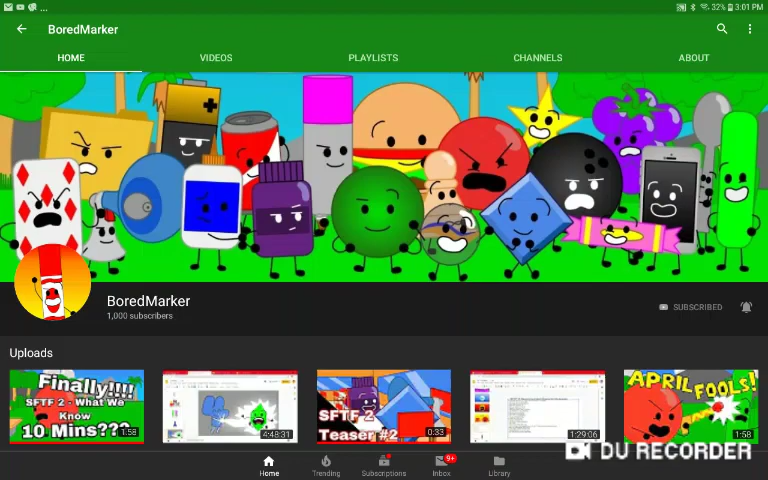 ... 32% 3:01 PM
BoredMarker
HOME VIDEOS PLAYLISTS CHANNELS ABOUT
BoredMarker
1,000 subscribers
SUBSCRIBED
Uploads
Finally!!!!
SFTF 2 - What We
Know
10 Mins???
1:58
4:48:31
SFTF 2
Teaser #2
0:33
1:29:06
APRIL FOOLS!
1:58
9+
Home Trending Subscriptions Inbox Library
DU RECORDER